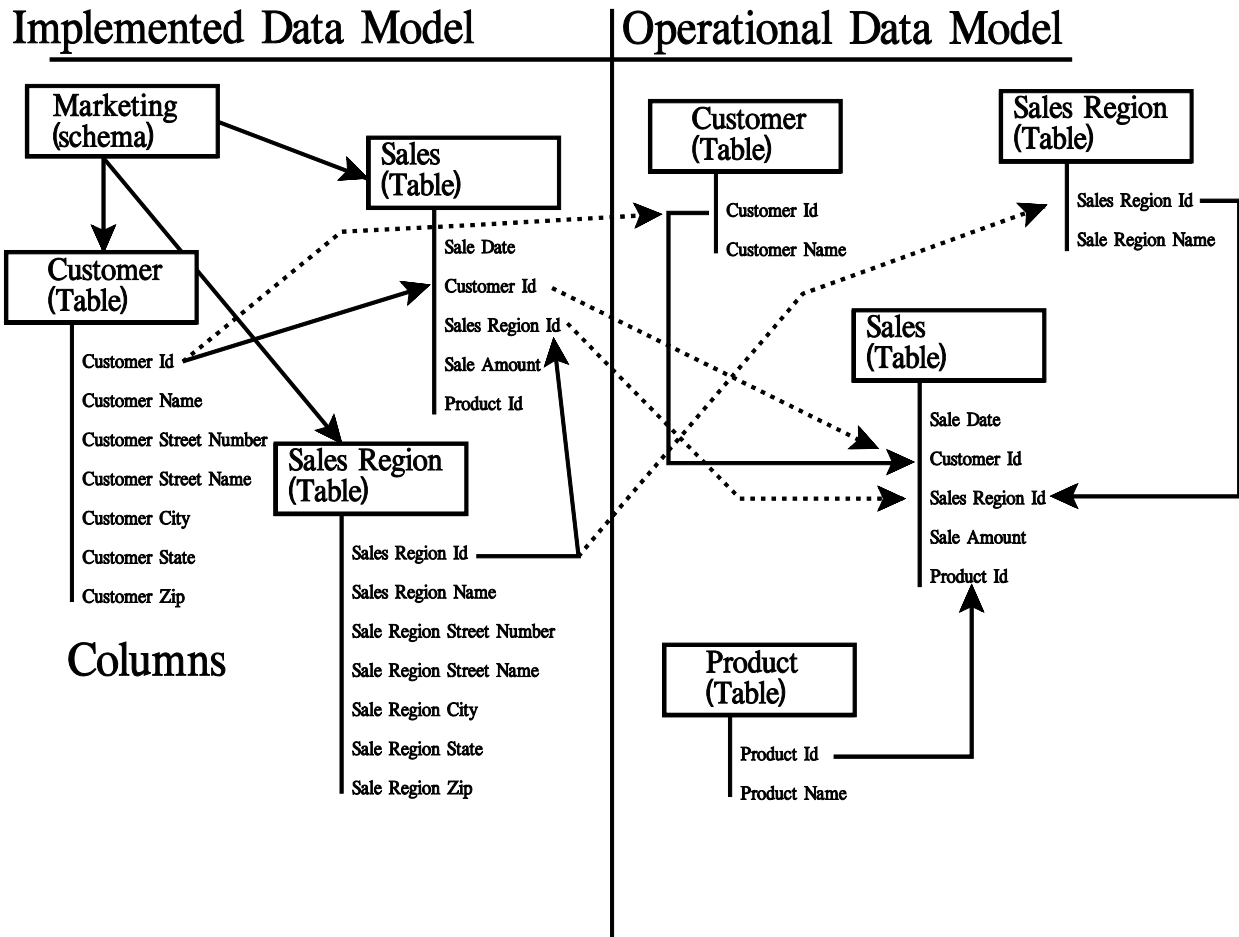 Implemented Data Model
Operational Data Model
Marketing
(schema)
Sales
(Table)
Sale Date
Customer Id
Sales Region Id
Sale Amount
Product Id
Customer
(Table)
Customer Id
Customer Name
Customer Street Number
Customer Street Name
Customer City
Customer State
Customer Zip
Columns
Sales Region
(Table)
Sales Region Id
Sales Region Name
Sale Region Street Number
Sale Region Street Name
Sale Region City
Sale Region State
Sale Region Zip
Customer
(Table)
Customer Id
Customer Name
Sales Region
(Table)
Sales Region Id
Sale Region Name
Sales
(Table)
Sale Date
Customer Id
Sales Region Id
Sale Amount
Product Id
Product
(Table)
Product Id
Product Name